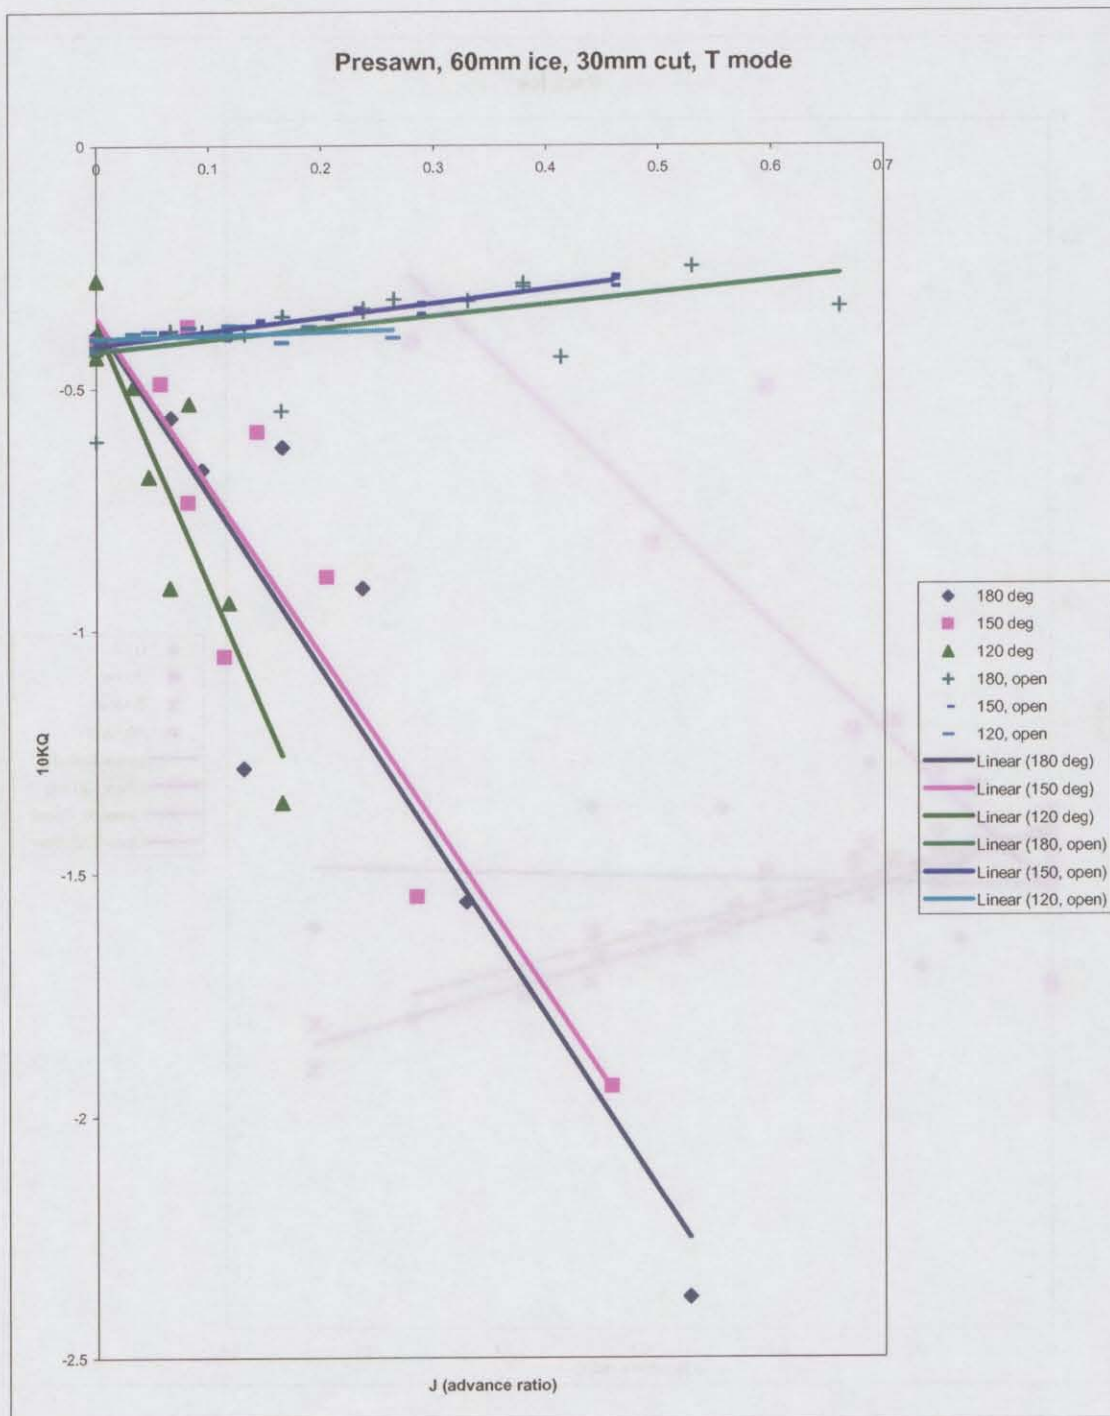 Presawn, 60mm ice, 30mm cut, T mode
0
0 0.1 0.2 0.3 0.4 0.5 0.6 0.7
-0.5
-1
-1.5
-2
-2.5
10KQ
J (advance ratio)
180 deg
150 deg
120 deg
180, open
150, open
120, open
Linear (180 deg)
Linear (150 deg)
Linear (120 deg)
Linear (180, open)
Linear (150, open)
Linear (120, open)